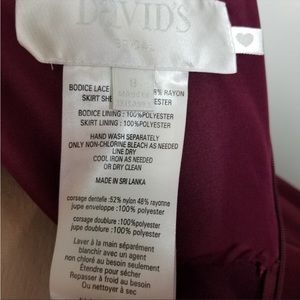 DAVID'S
BRIDAL
8
BODICE LACE 8% RAYON
SKIRT SHE ESTER
BODICE LINING : 100%POLYESTER
SKIRT LINING : 100%POLYESTER
HAND WASH SEPARATELY
ONLY NON-CHLORINE BLEACH AS NEEDED
LINE DRY
COOL IRON AS NEEDED
OR DRY CLEAN
MADE IN SRI LANKA
corsage dentelle :52% nylon 48% rayonne
jupe enveloppe :100% polyester
corsage doublure :100% polyester
jupe doublure :100% polyester
Laver à la main séparément
blanchir avec un agent
non chloré au besoin seulement
Étendre pour sécher
Repasser à froid au besoin
ou nettoyer à sec